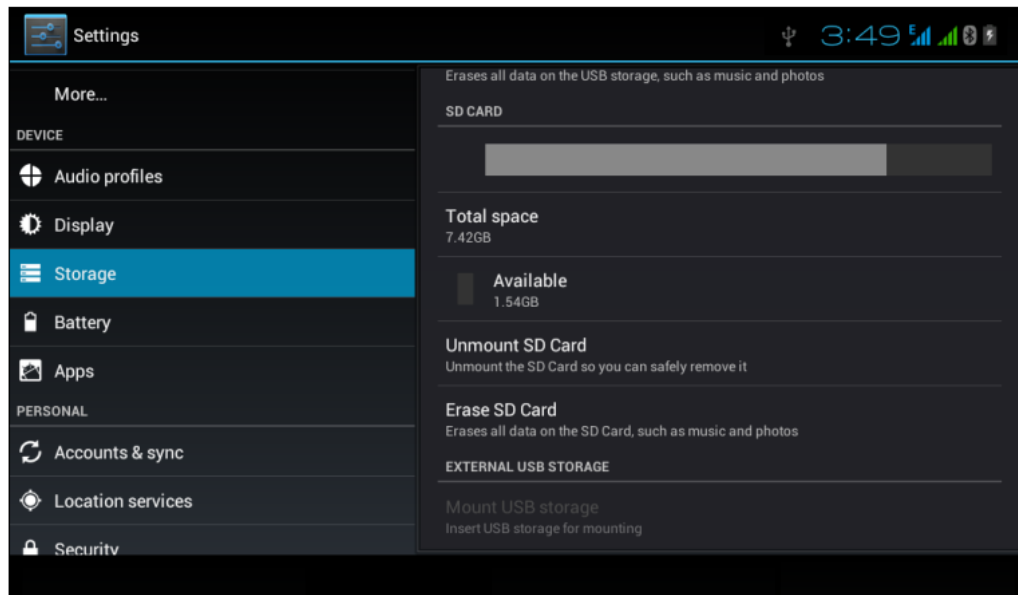 Settings
3:49
E
More...
DEVICE
Audio profiles
Display
Storage
Battery
Apps
PERSONAL
Accounts & sync
Location services
Security
Erases all data on the USB storage, such as music and photos
SD CARD
Total space
7.42GB
Available
1.54GB
Unmount SD Card
Unmount the SD Card so you can safely remove it
Erase SD Card
Erases all data on the SD Card, such as music and photos
EXTERNAL USB STORAGE
Mount USB storage
Insert USB storage for mounting